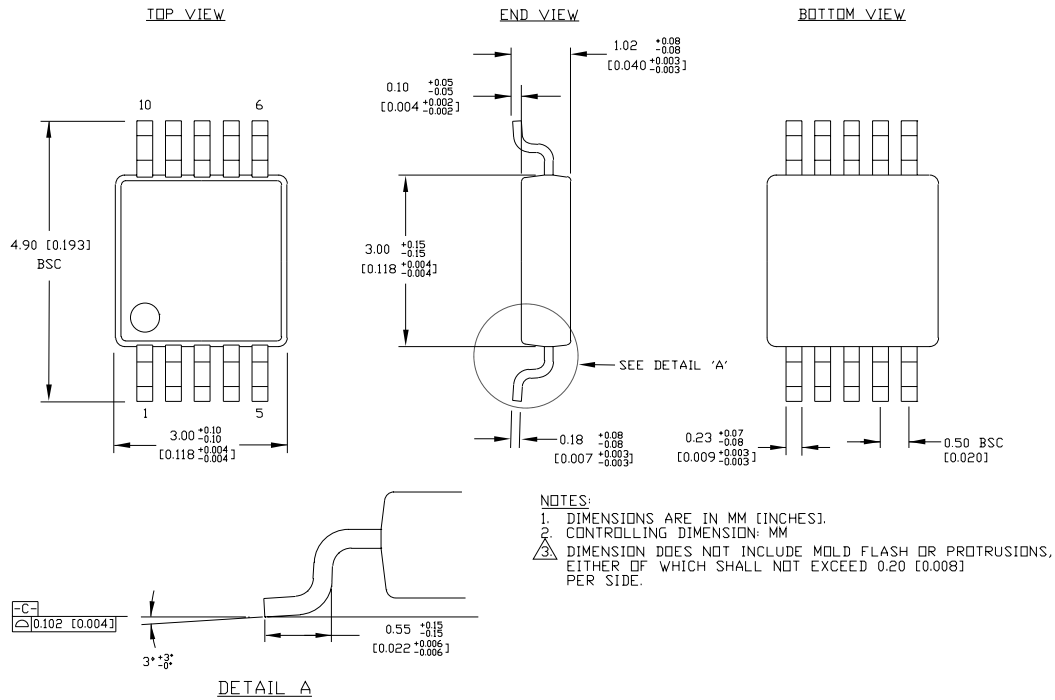 TOP VIEW
END VIEW
BOTTOM VIEW
1.02 +0.08 -0.08
[0.040 +0.003 -0.003]
0.10 +0.05 -0.05
[0.004 +0.002 -0.002]
10 6
4.90 [0.193]
BSC
3.00 +0.15 -0.15
[0.118 +0.004 -0.004]
SEE DETAIL 'A'
1 5
3.00 +0.10 -0.10
[0.118 +0.004 -0.004]
0.18 +0.08 -0.08
[0.007 +0.003 -0.003]
0.23 +0.07 -0.08
[0.009 +0.003 -0.003]
0.50 BSC
[0.020]
NOTES:
1. DIMENSIONS ARE IN MM [INCHES].
2. CONTROLLING DIMENSION: MM
3. DIMENSION DOES NOT INCLUDE MOLD FLASH OR PROTRUSIONS,
EITHER OF WHICH SHALL NOT EXCEED 0.20 [0.008]
PER SIDE.
-C-
⌓ 0.102 [0.004]
3° +3° -0°
0.55 +0.15 -0.15
[0.022 +0.006 -0.006]
DETAIL A